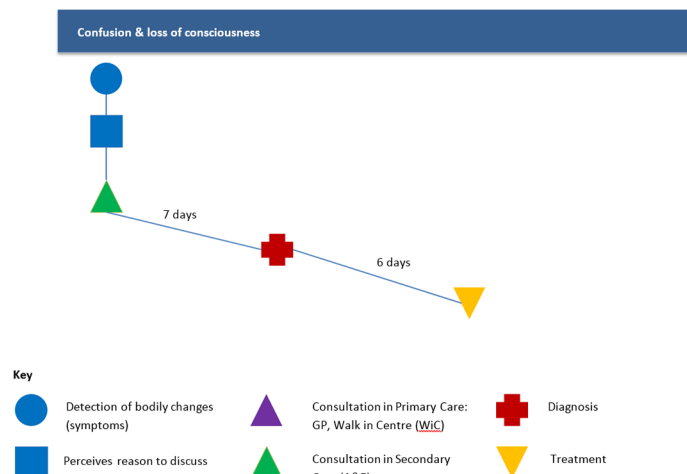 Confusion & loss of consciousness
7 days
6 days
Key
Detection of bodily changes
(symptoms)
Consultation in Primary Care:
GP, Walk in Centre (WiC)
Diagnosis
Perceives reason to discuss
Consultation in Secondary
Treatment